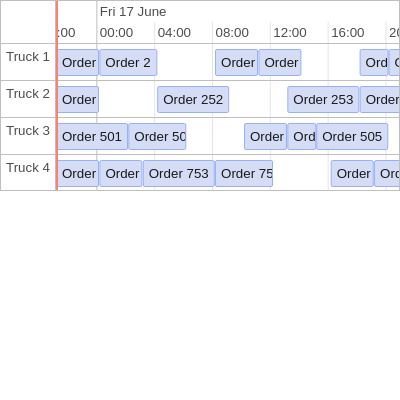 Fri 17 June
:00 00:00 04:00 08:00 12:00 16:00 20
Truck 1 Order Order 2 Order Order Ord
Truck 2 Order Order 252 Order 253 Order
Truck 3 Order 501 Order 50 Order Ord Order 505
Truck 4 Order Order Order 753 Order 75 Order Ord